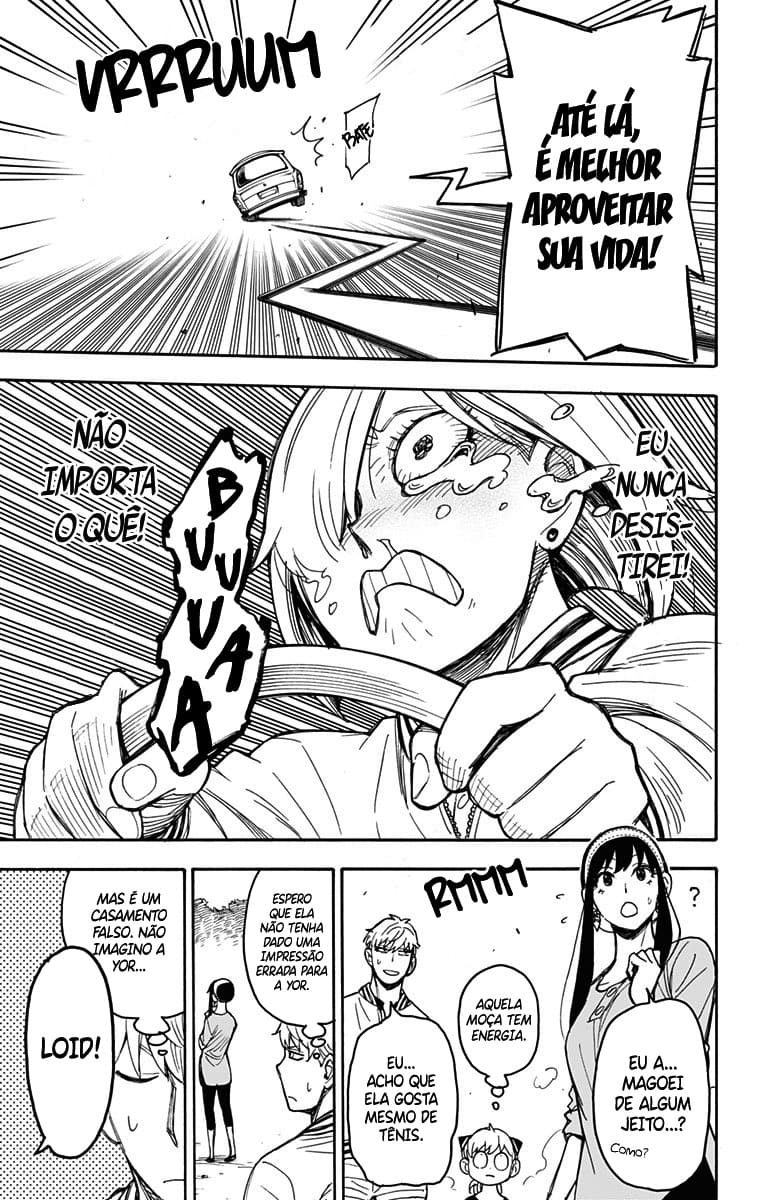 VRRRUUM
BATE!
ATÉ LÁ,
É MELHOR
APROVEITAR
SUA VIDA!
EU
NUNCA
DESIS-
TIREI!
NÃO
IMPORTA
O QUÊ!
BUUUAAA
RMMM
?
EU A...
MAGOEI
DE ALGUM
JEITO...?
COMO?
AQUELA
MOÇA TEM
ENERGIA.
EU...
ACHO QUE
ELA GOSTA
MESMO DE
TÊNIS.
ESPERO
QUE ELA
NÃO TENHA
DADO UMA
IMPRESSÃO
ERRADA PARA
A YOR.
MAS É UM
CASAMENTO
FALSO. NÃO
IMAGINO A
YOR...
LOID!